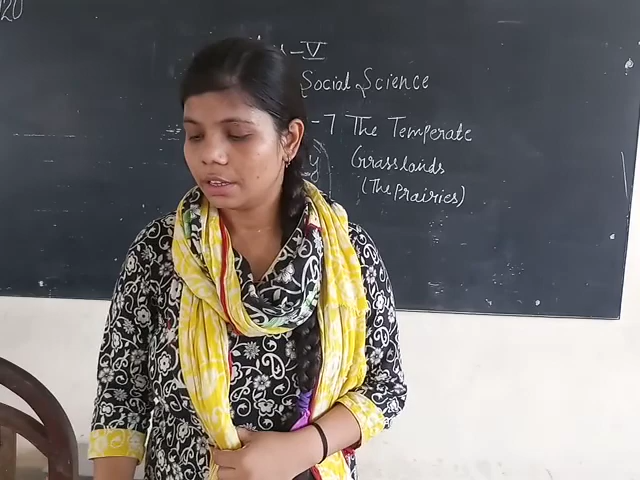 20
-V
Social Science
-7 The Temperate
Grasslands
(The Prairies)